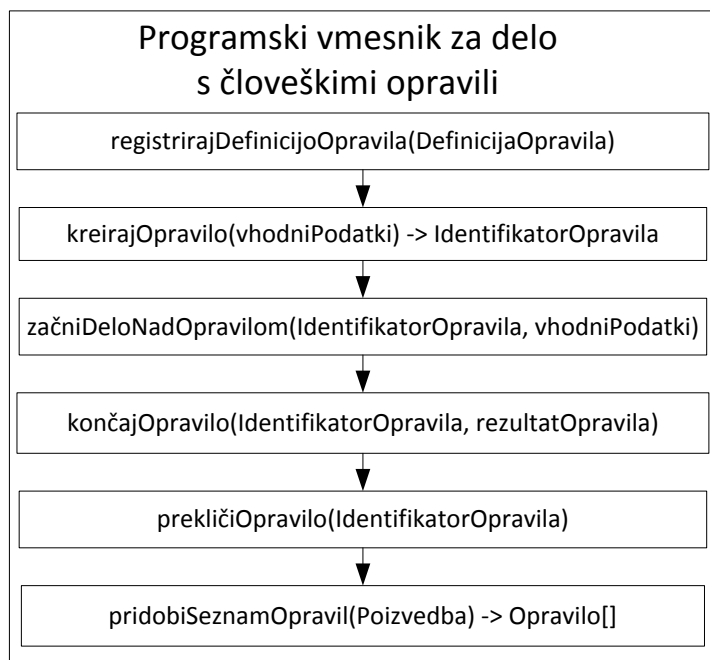 Programski vmesnik za delo
s človeškimi opravili
registrirajDefinicijoOpravila(DefinicijaOpravila)
kreirajOpravilo(vhodniPodatki) -> IdentifikatorOpravila
začniDeloNadOpravilom(IdentifikatorOpravila, vhodniPodatki)
končajOpravilo(IdentifikatorOpravila, rezultatOpravila)
prekličiOpravilo(IdentifikatorOpravila)
pridobiSeznamOpravil(Poizvedba) -> Opravilo[]